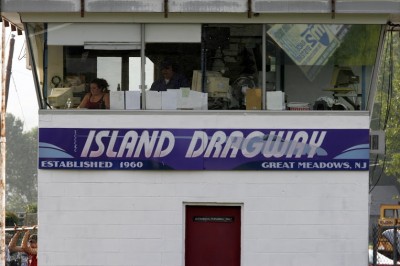 ISLAND DRAGWAY
ESTABLISHED 1960
GREAT MEADOWS, NJ